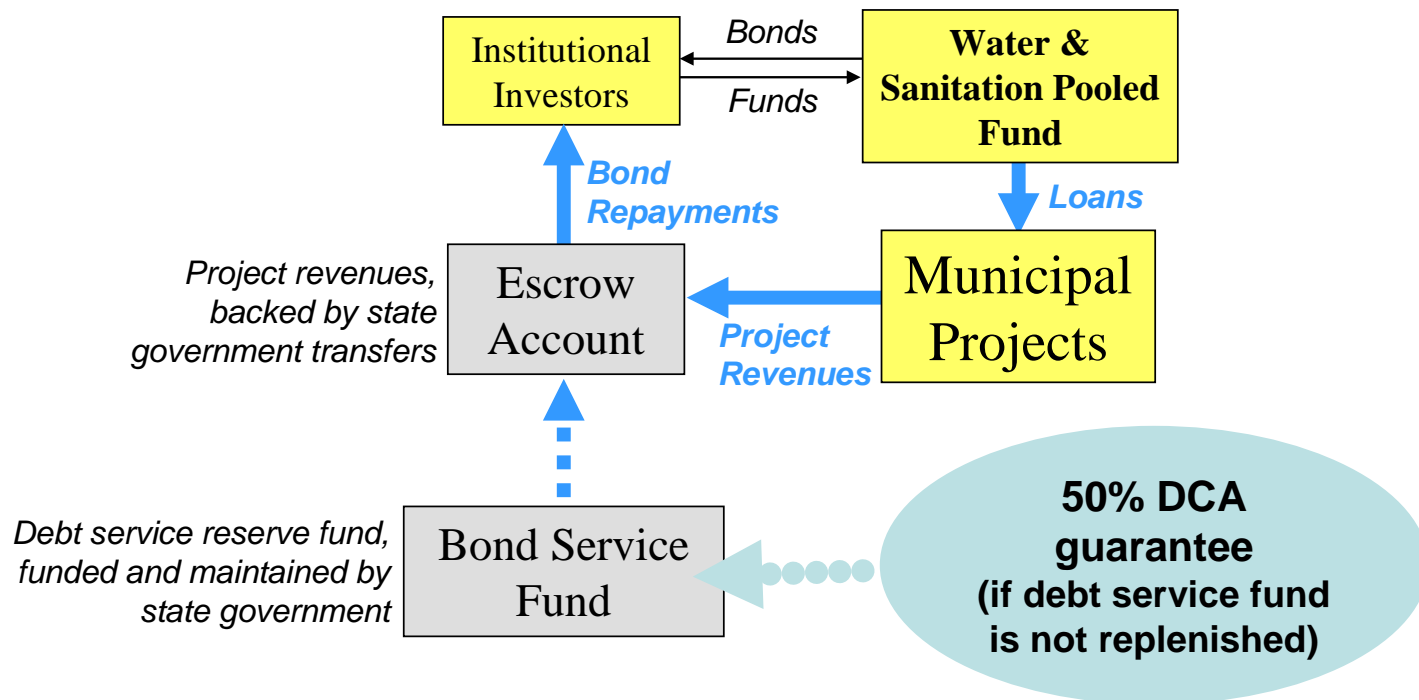 Institutional
Investors
Bonds
Funds
Water &
Sanitation Pooled
Fund
Bond
Repayments
Loans
Project revenues,
backed by state
government transfers
Escrow
Account
Project
Revenues
Municipal
Projects
Debt service reserve fund,
funded and maintained by
state government
Bond Service
Fund
50% DCA
guarantee
(if debt service fund
is not replenished)